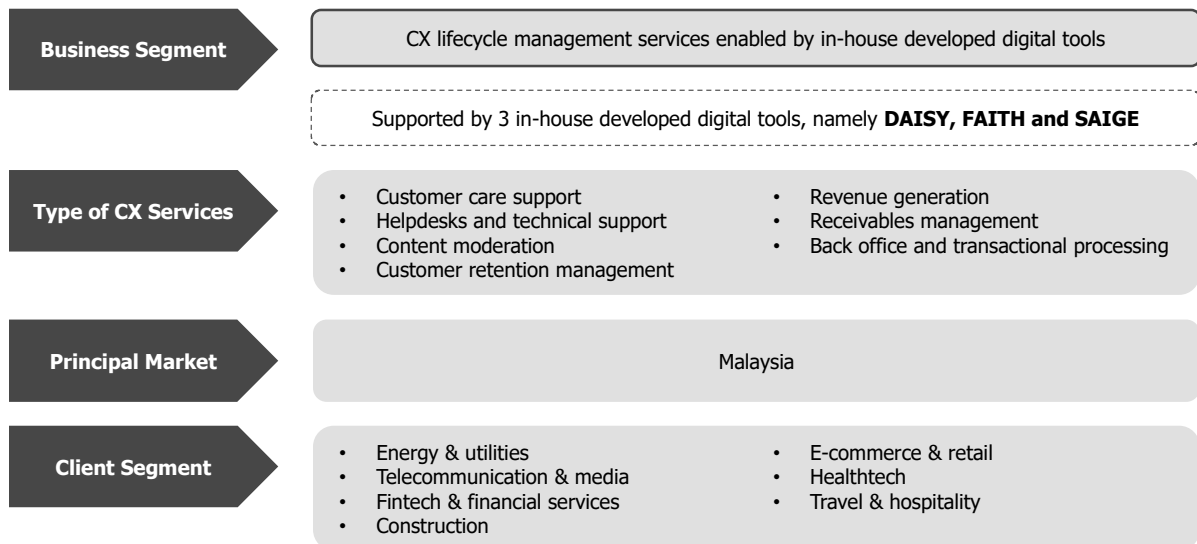 Business Segment
CX lifecycle management services enabled by in-house developed digital tools
Supported by 3 in-house developed digital tools, namely DAISY, FAITH and SAIGE
Type of CX Services
• Customer care support
• Helpdesks and technical support
• Content moderation
• Customer retention management
• Revenue generation
• Receivables management
• Back office and transactional processing
Principal Market
Malaysia
Client Segment
• Energy & utilities
• Telecommunication & media
• Fintech & financial services
• Construction
• E-commerce & retail
• Healthtech
• Travel & hospitality